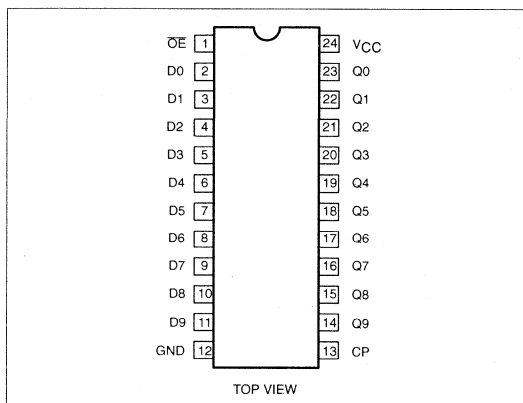 O̅E̅ 1 24 VCC
D0 2 23 Q0
D1 3 22 Q1
D2 4 21 Q2
D3 5 20 Q3
D4 6 19 Q4
D5 7 18 Q5
D6 8 17 Q6
D7 9 16 Q7
D8 10 15 Q8
D9 11 14 Q9
GND 12 13 CP
TOP VIEW